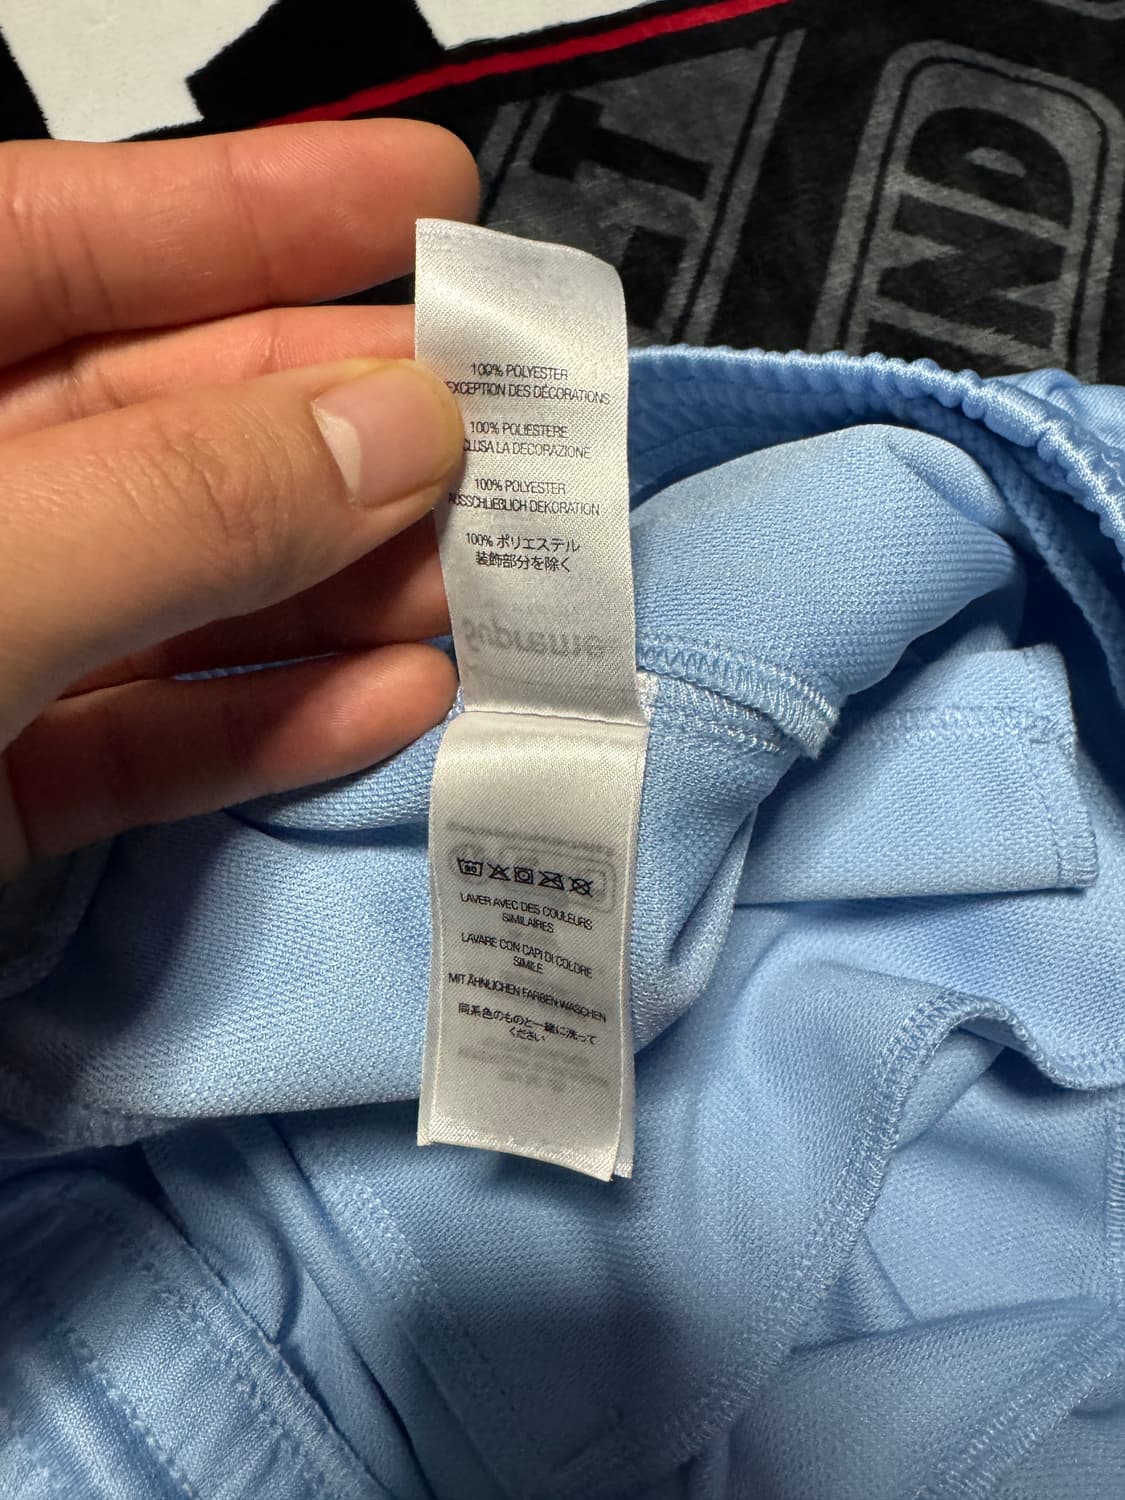 100% POLYESTER
EXCEPTION DES DÉCORATIONS
100% POLIESTERE
CLUSA LA DECORAZIONE
100% POLYESTER
AUSSCHLIEßLICH DEKORATION
100% ポリエステル
装飾部分を除く
Supreme
30
LAVER AVEC DES COULEURS
SIMILAIRES
LAVARE CON CAPI DI COLORE
SIMILE
MIT ÄHNLICHEN FARBEN WASCHEN
同系色のものと一緒に洗って
ください